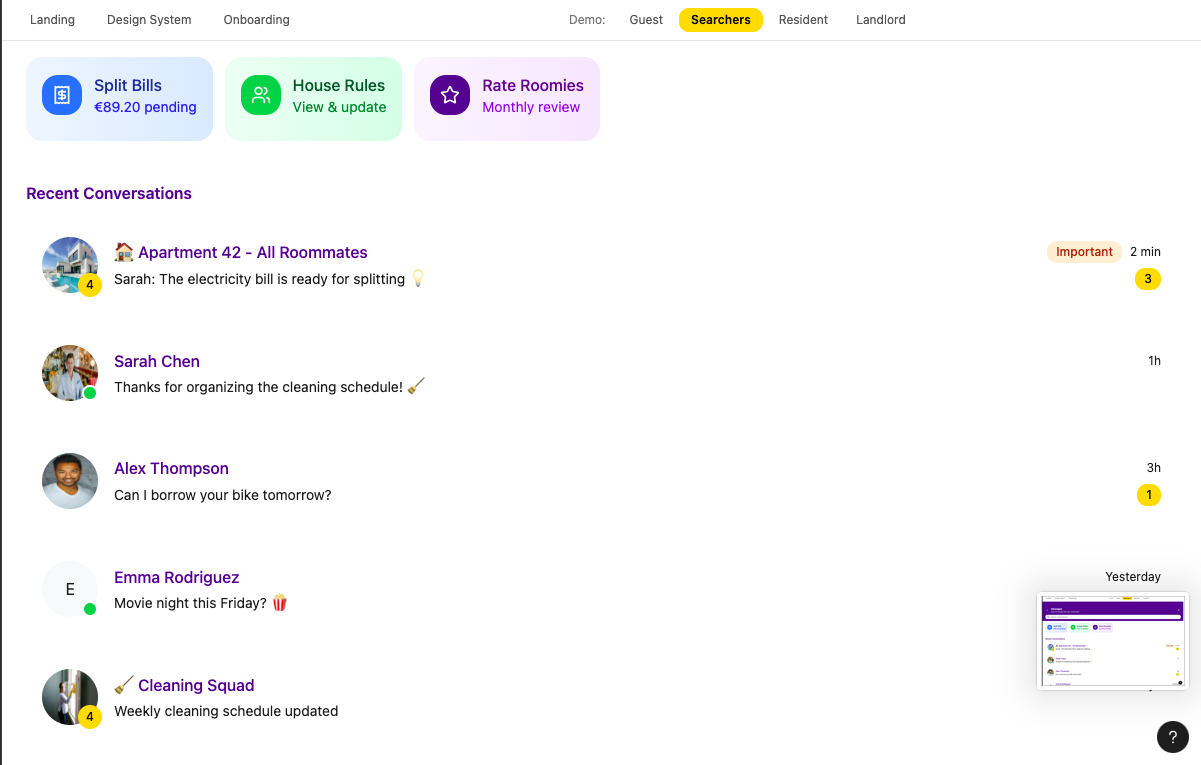 Landing Design System Onboarding Demo: Guest Searchers Resident Landlord
Split Bills
€89.20 pending
House Rules
View & update
Rate Roomies
Monthly review
Recent Conversations
🏠 Apartment 42 - All Roommates Important 2 min
4 Sarah: The electricity bill is ready for splitting 💡 3
Sarah Chen 1h
Thanks for organizing the cleaning schedule! 🧹
Alex Thompson 3h
Can I borrow your bike tomorrow? 1
Emma Rodriguez Yesterday
E
Movie night this Friday? 🍿
🧹 Cleaning Squad
4 Weekly cleaning schedule updated
?